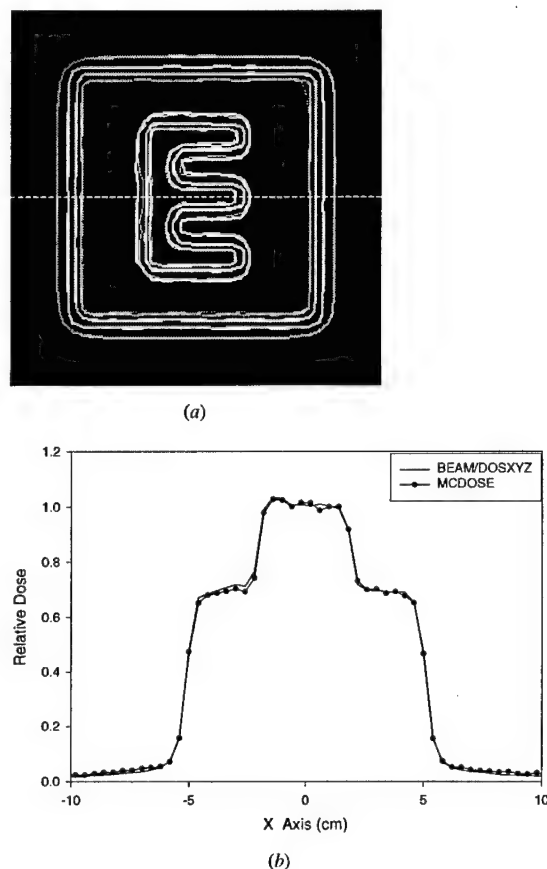 (a)
1.2
1.0
0.8
0.6
0.4
0.2
0.0
Relative Dose
BEAM/DOSXYZ
MCDOSE
-10 -5 0 5 10
X Axis (cm)
(b)